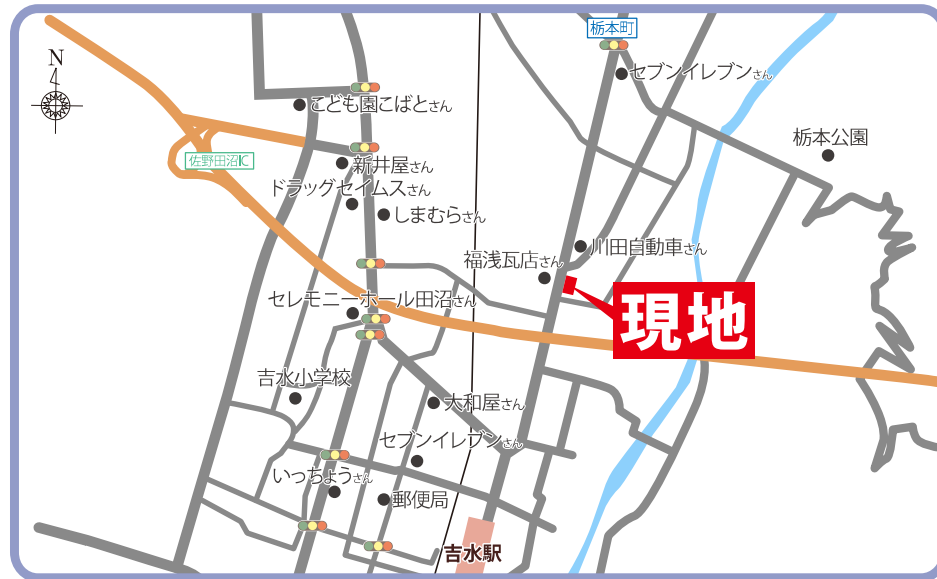 栃本町
N
セブンイレブンさん
こども園こばとさん
栃本公園
佐野田沼IC
新井屋さん
ドラッグセイムスさん
しまむらさん
川田自動車さん
福浅瓦店さん
セレモニーホール田沼さん
現地
吉水小学校
大和屋さん
セブンイレブンさん
いっちょうさん
郵便局
吉水駅